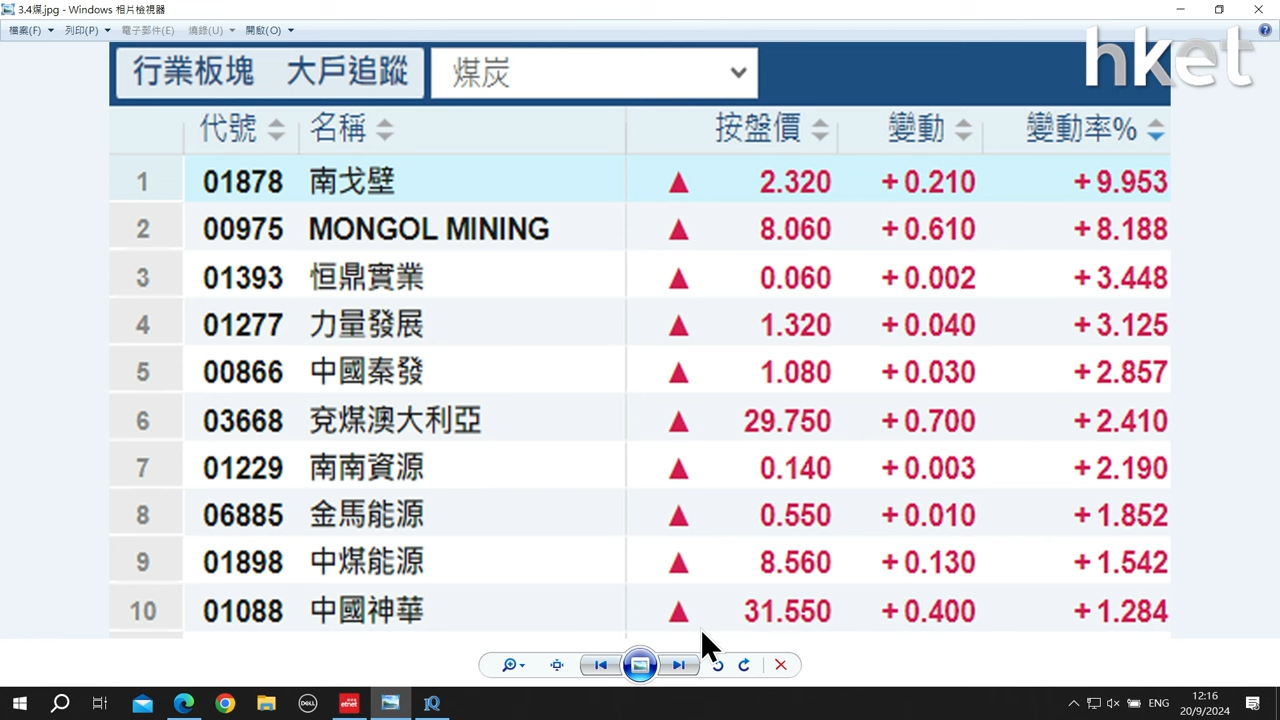 3.4煤.jpg - Windows 相片檢視器
檔案(F) 列印(P) 電子郵件(E) 燒錄(U) 開啟(O)
hket
行業板塊 大戶追蹤 煤炭
代號 名稱 按盤價 變動 變動率%
1 01878 南戈壁 ▲ 2.320 +0.210 +9.953
2 00975 MONGOL MINING ▲ 8.060 +0.610 +8.188
3 01393 恒鼎實業 ▲ 0.060 +0.002 +3.448
4 01277 力量發展 ▲ 1.320 +0.040 +3.125
5 00866 中國秦發 ▲ 1.080 +0.030 +2.857
6 03668 兗煤澳大利亞 ▲ 29.750 +0.700 +2.410
7 01229 南南資源 ▲ 0.140 +0.003 +2.190
8 06885 金馬能源 ▲ 0.550 +0.010 +1.852
9 01898 中煤能源 ▲ 8.560 +0.130 +1.542
10 01088 中國神華 ▲ 31.550 +0.400 +1.284
DELL etnet IQ ENG 12:16
20/9/2024